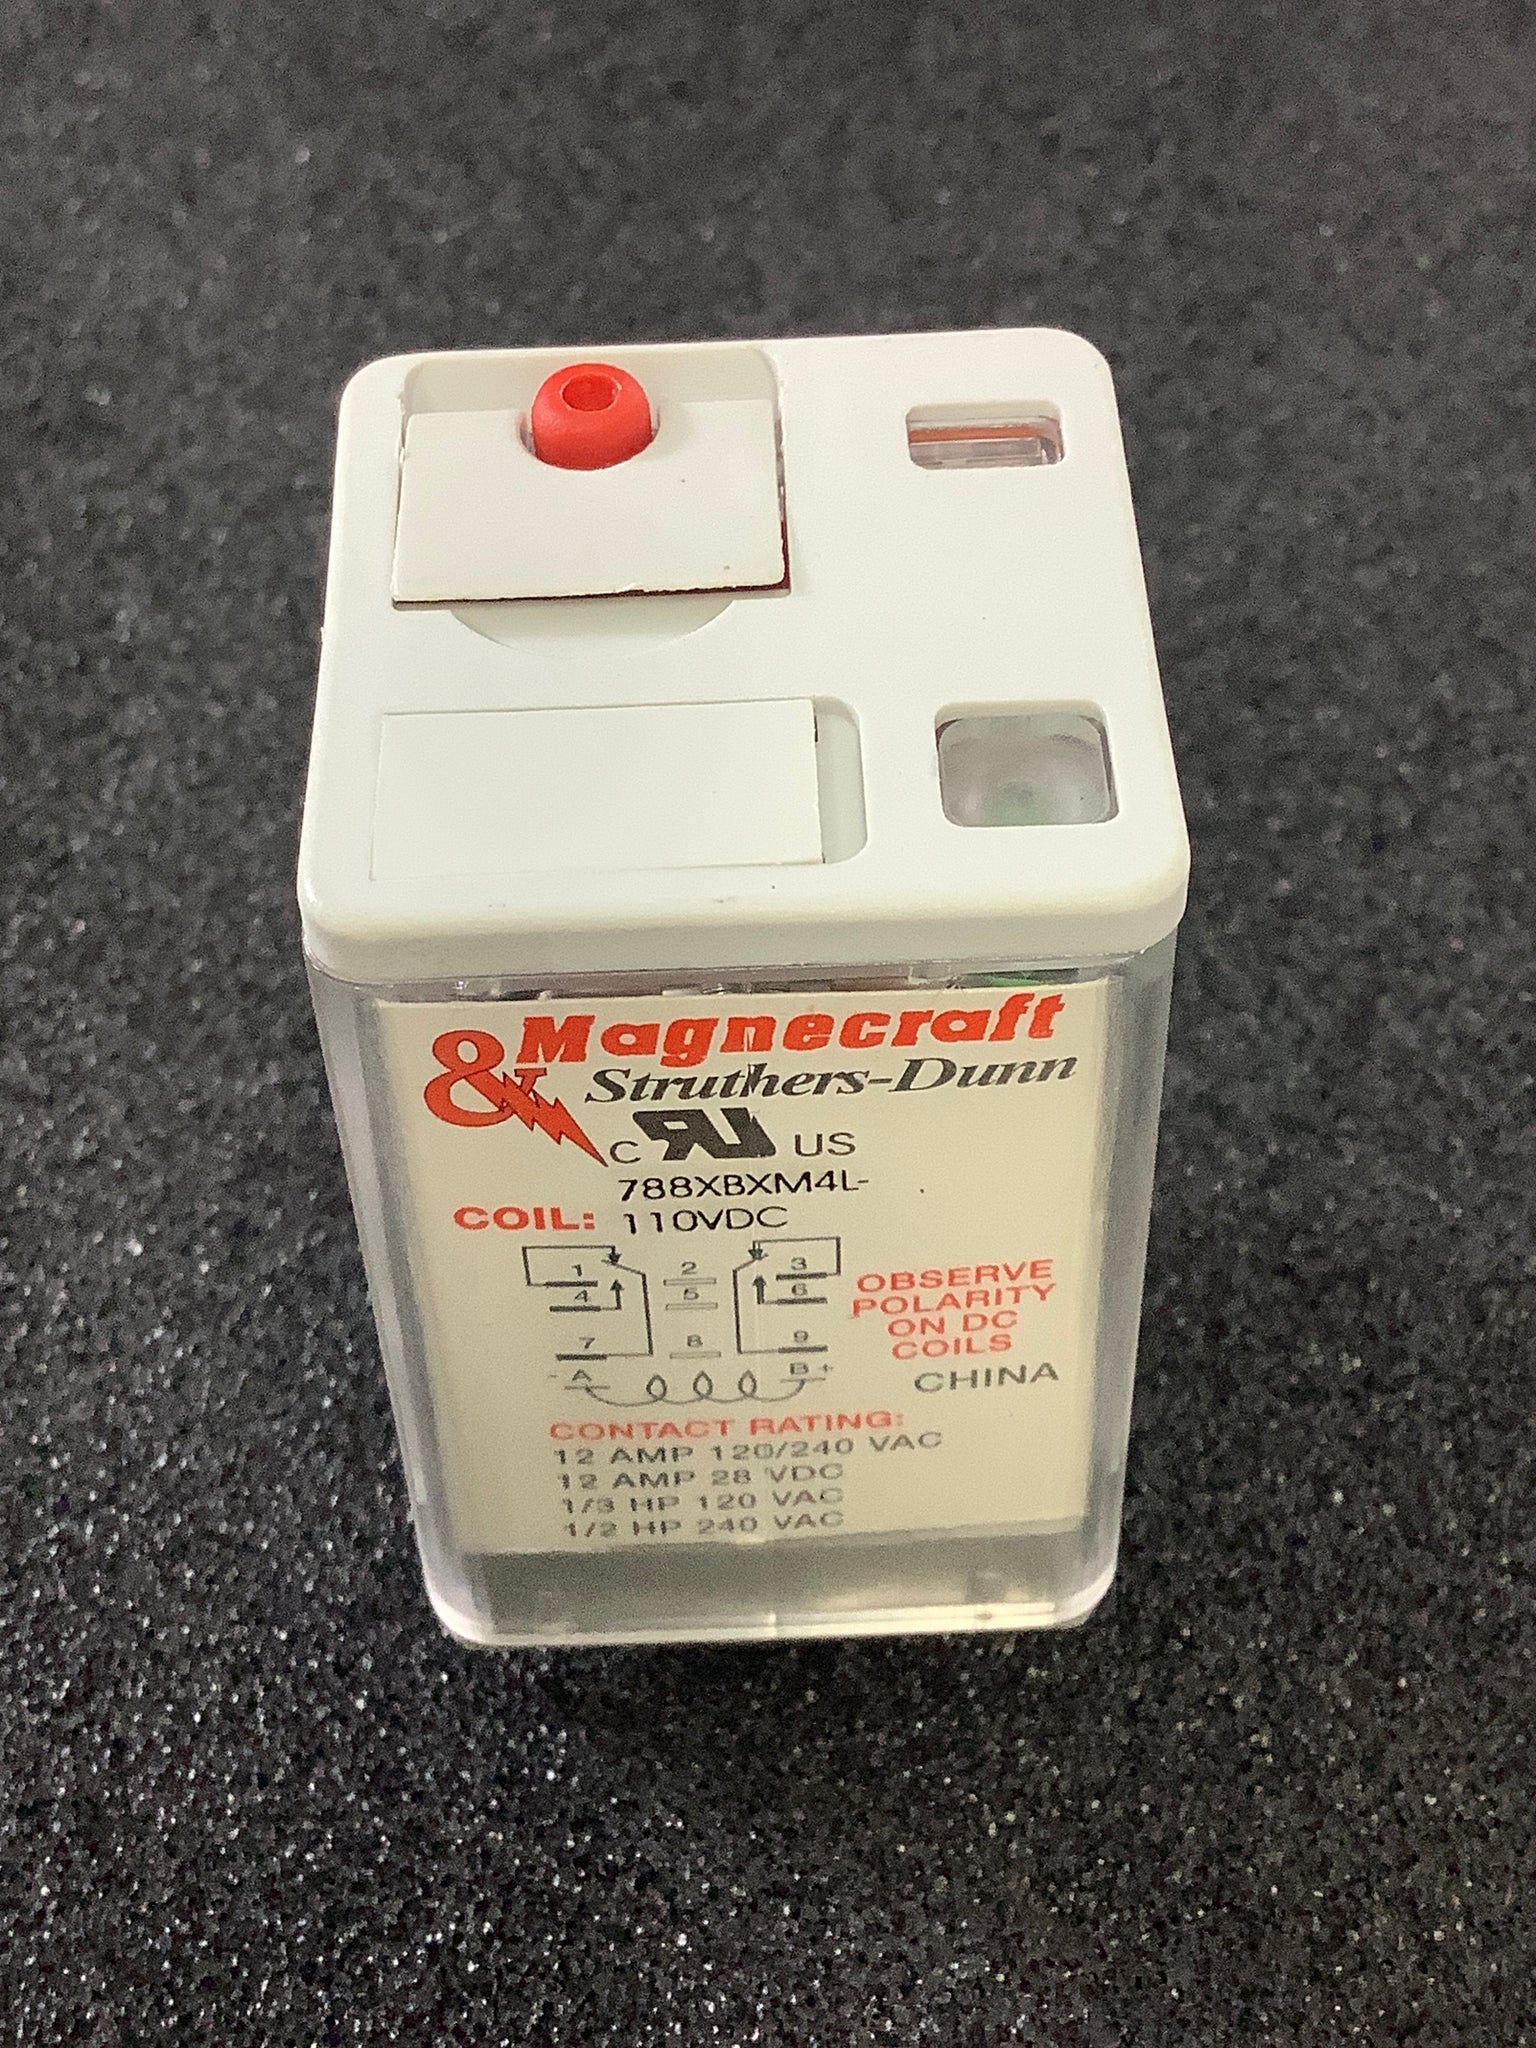 & Magnecraft
Struthers-Dunn
C RU US
788XBXM4L-
COIL: 110VDC
1 2 3
4 5 6
7 8 9
- A B +
OBSERVE
POLARITY
ON DC
COILS
CHINA
CONTACT RATING:
12 AMP 120/240 VAC
12 AMP 28 VDC
1/3 HP 120 VAC
1/2 HP 240 VAC